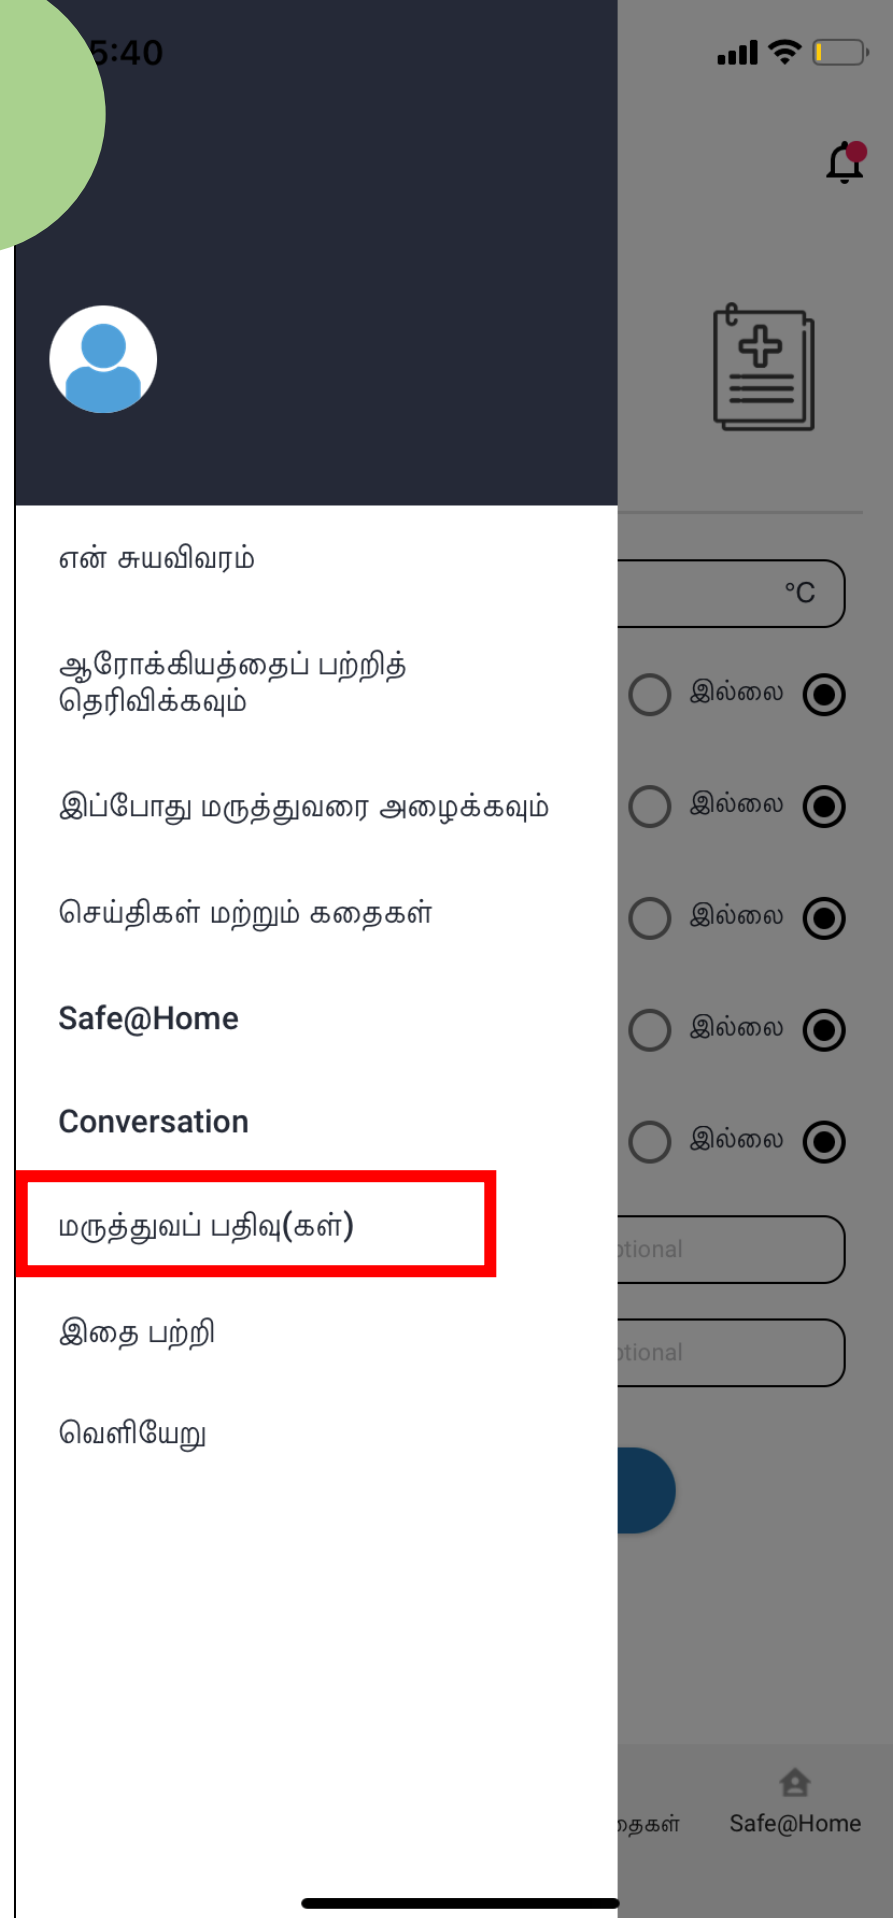 5:40
என் சுயவிவரம்
ஆரோக்கியத்தைப் பற்றித்
தெரிவிக்கவும்
இப்போது மருத்துவரை அழைக்கவும்
செய்திகள் மற்றும் கதைகள்
Safe@Home
Conversation
மருத்துவப் பதிவு(கள்)
இதை பற்றி
வெளியேறு
°C
இல்லை
இல்லை
இல்லை
இல்லை
இல்லை
Safe@Home